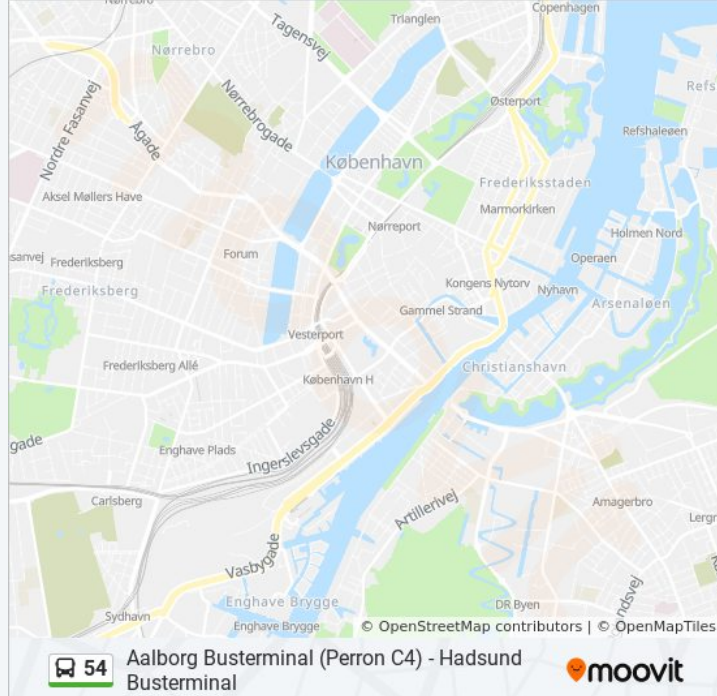 Nørrebro
Copenhagen
Trianglen
Tagensvej
Nørrebro
Refs
Nordre Fasanvej
Nørrebrogade
Østerport
Ågade
Refshaleøen
København
Frederiksstaden
Aksel Møllers Have
Marmorkirken
Nørreport
Holmen Nord
Forum
Operaen
sanvej
Frederiksberg
Kongens Nytorv
Nyhavn
Frederiksberg
Arsenaløen
Gammel Strand
Vesterport
Frederiksberg Allé
Christianshavn
København H
gade
Enghave Plads
Ingerslevsgade
Carlsberg
Amagerbro
Artillerivej
Lergr
Vasbygade
Enghave Brygge
DR Byen
ndsvej
Sydhavn
Enghave Brygge
© OpenStreetMap contributors | © OpenMapTiles
54
Aalborg Busterminal (Perron C4) - Hadsund
Busterminal
moovit